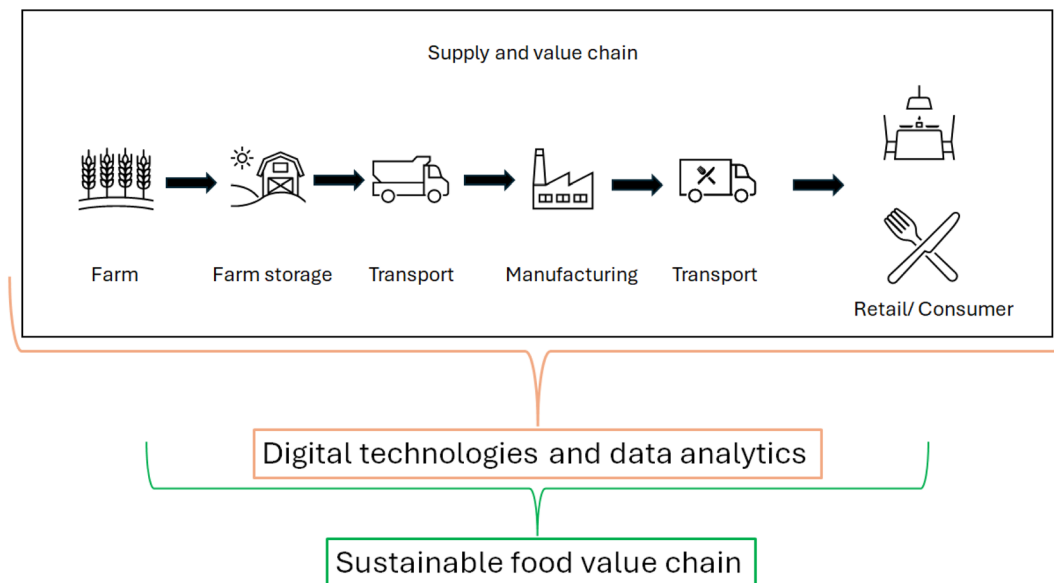 Supply and value chain
Farm
Farm storage
Transport
Manufacturing
Transport
Retail/ Consumer
Digital technologies and data analytics
Sustainable food value chain